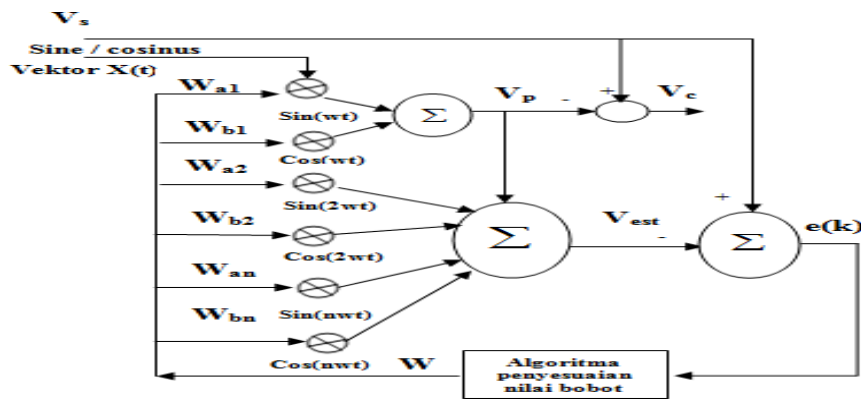 Vs
Sine / cosinus
Vektor X(t)
Wa1
Sin(wt)
Σ
Vp
-
+
Vc
Wb1
Cos(wt)
Wa2
Sin(2wt)
Wb2
Cos(2wt)
Σ
Vest
-
+
Σ
e(k)
Wan
Sin(nwt)
Wbn
Cos(nwt)
W
Algoritma
penyesuaian
nilai bobot